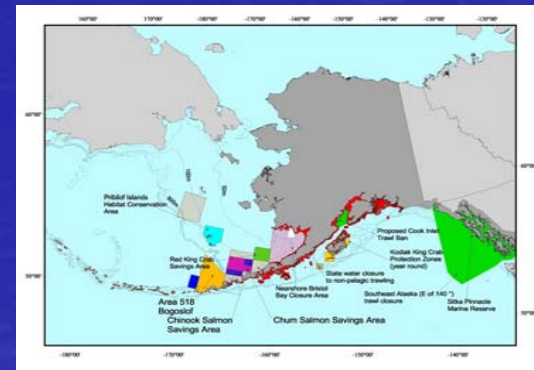 Pribilof Islands
Habitat Conservation
Area
Red King Crab
Savings Area
Area 518
Bogoslof
Chinook Salmon
Savings Area
Chum Salmon Savings Area
Nearshore Bristol
Bay Closure Area
State water closure
to non-pelagic trawling
Proposed Cook Inlet
Trawl Ban
Kodiak King Crab
Protection Zones
(year round)
Southeast Alaska (E of 140 °)
trawl closure
Sitka Pinnacle
Marine Reserve